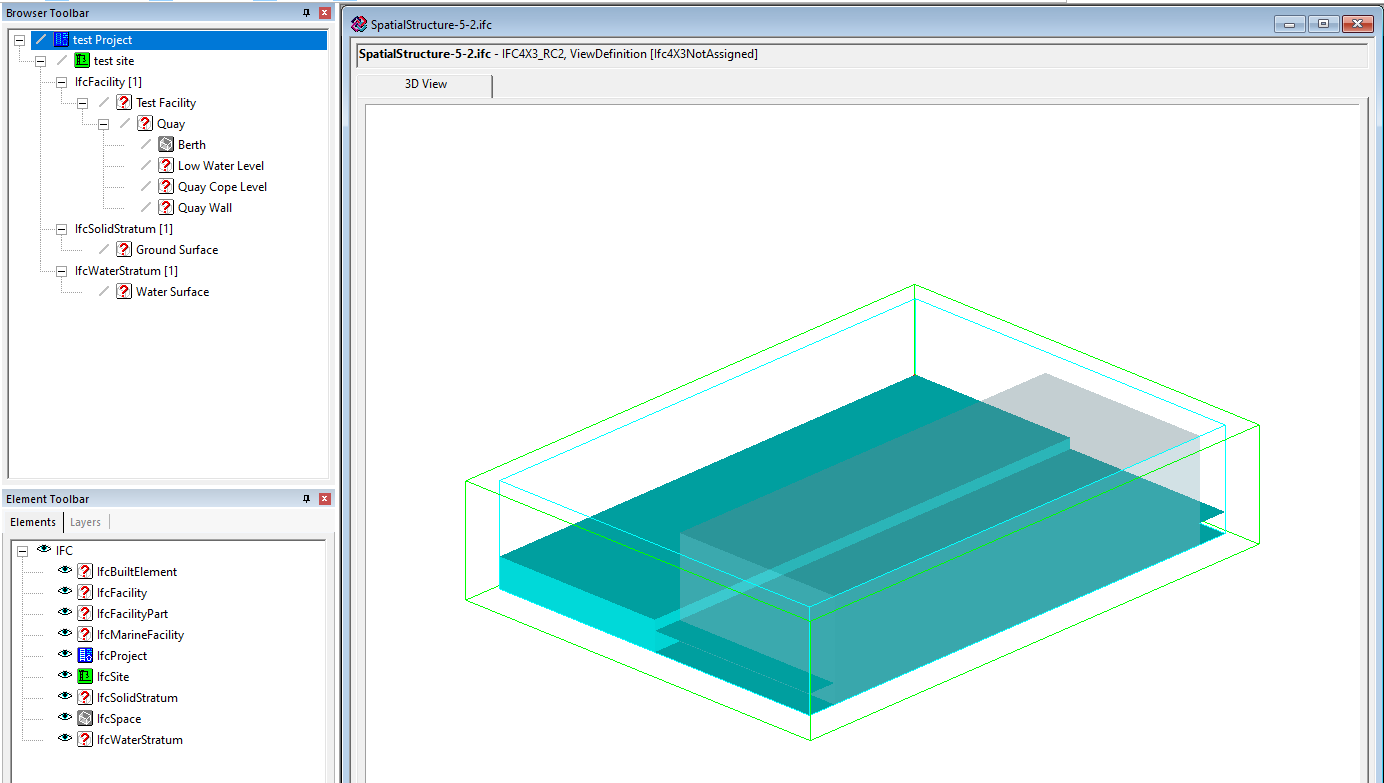 Browser Toolbar
test Project
test site
IfcFacility [1]
Test Facility
Quay
Berth
Low Water Level
Quay Cope Level
Quay Wall
IfcSolidStratum [1]
Ground Surface
IfcWaterStratum [1]
Water Surface
Element Toolbar
Elements Layers
IFC
IfcBuiltElement
IfcFacility
IfcFacilityPart
IfcMarineFacility
IfcProject
IfcSite
IfcSolidStratum
IfcSpace
IfcWaterStratum
SpatialStructure-5-2.ifc
SpatialStructure-5-2.ifc - IFC4X3_RC2, ViewDefinition [Ifc4X3NotAssigned]
3D View